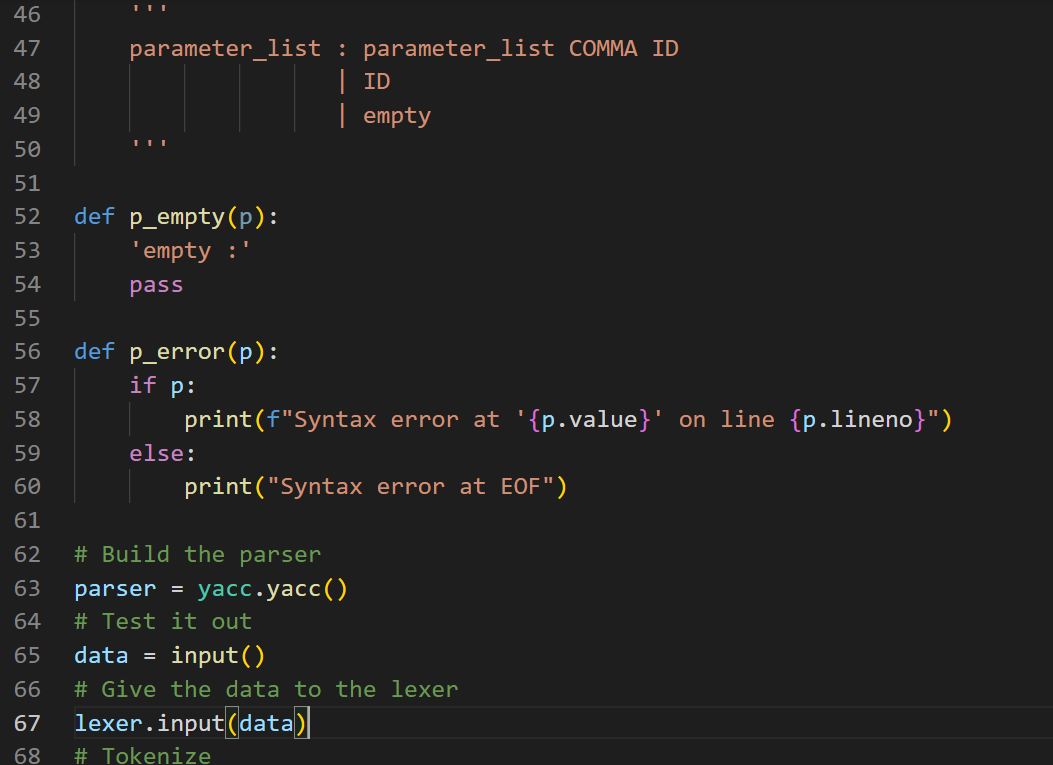 46     '''
47     parameter_list : parameter_list COMMA ID
48                    | ID
49                    | empty
50     '''
51
52 def p_empty(p):
53     'empty :'
54     pass
55
56 def p_error(p):
57     if p:
58         print(f"Syntax error at '{p.value}' on line {p.lineno}")
59     else:
60         print("Syntax error at EOF")
61
62 # Build the parser
63 parser = yacc.yacc()
64 # Test it out
65 data = input()
66 # Give the data to the lexer
67 lexer.input(data)
68 # Tokenize